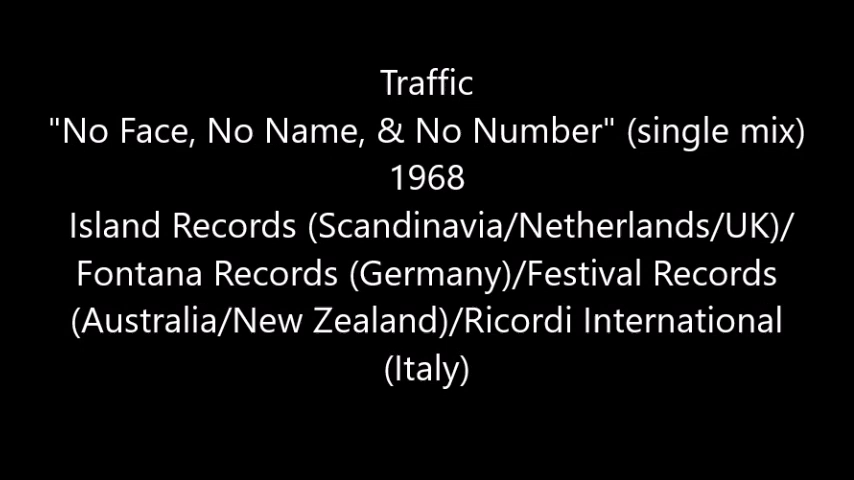 Traffic
"No Face, No Name, & No Number" (single mix)
1968
Island Records (Scandinavia/Netherlands/UK)/
Fontana Records (Germany)/Festival Records
(Australia/New Zealand)/Ricordi International
(Italy)